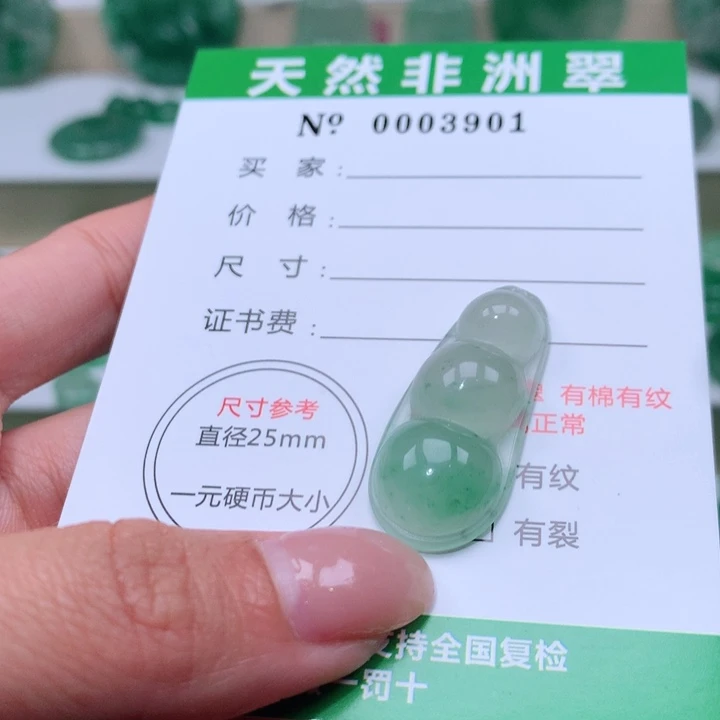 天然非洲翠
Nº 0003901
买 家：
价 格：
尺 寸：
证书费：
尺寸参考
直径25mm
一元硬币大小
有棉有纹
正常
有纹
有裂
支持全国复检
一罚十